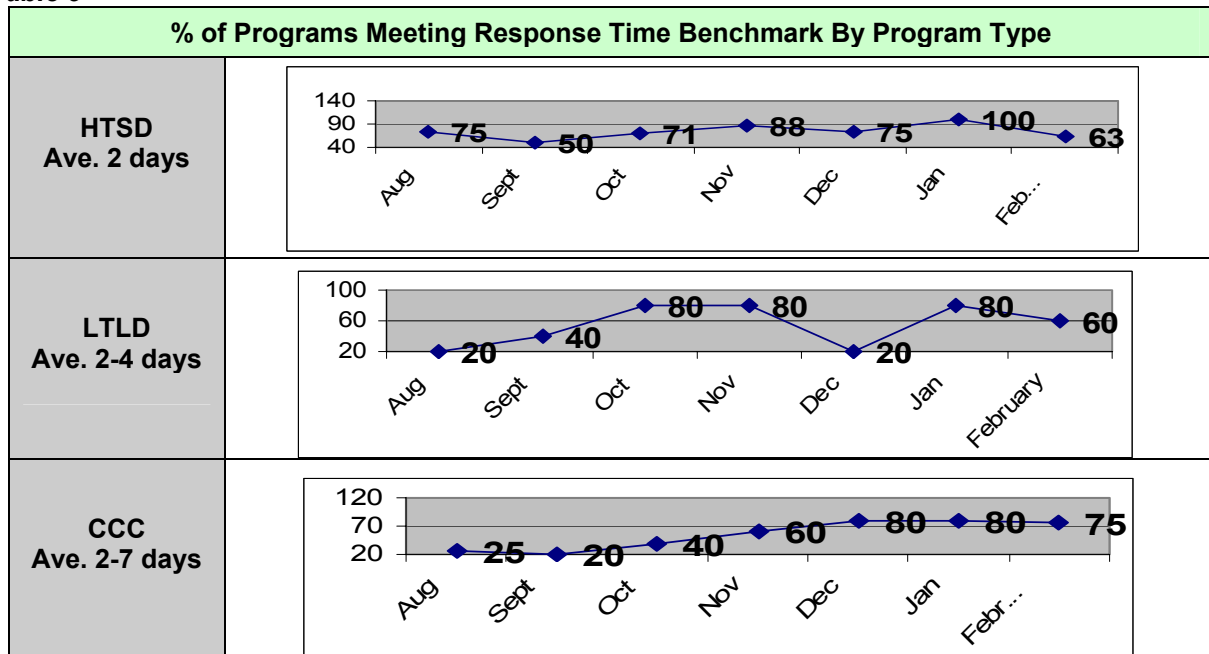 % of Programs Meeting Response Time Benchmark By Program Type
HTSD
Ave. 2 days
140
90
40
75
50
71
88
75
100
63
Aug
Sept
Oct
Nov
Dec
Jan
Feb...
LTLD
Ave. 2-4 days
100
60
20
20
40
80
80
20
80
60
Aug
Sept
Oct
Nov
Dec
Jan
February
CCC
Ave. 2-7 days
120
70
20
25
20
40
60
80
80
75
Aug
Sept
Oct
Nov
Dec
Jan
Febr...